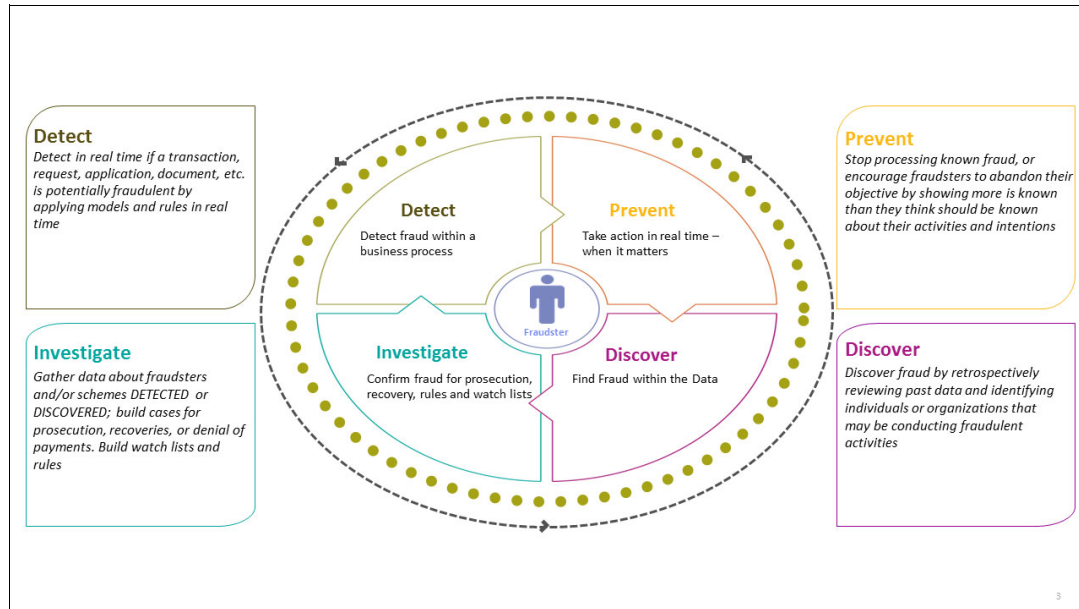 Detect
Detect in real time if a transaction,
request, application, document, etc.
is potentially fraudulent by
applying models and rules in real
time
Investigate
Gather data about fraudsters
and/or schemes DETECTED or
DISCOVERED; build cases for
prosecution, recoveries, or denial of
payments. Build watch lists and
rules
Detect
Detect fraud within a
business process
Prevent
Take action in real time –
when it matters
Fraudster
Investigate
Confirm fraud for prosecution,
recovery, rules and watch lists
Discover
Find Fraud within the Data
Prevent
Stop processing known fraud, or
encourage fraudsters to abandon their
objective by showing more is known
than they think should be known
about their activities and intentions
Discover
Discover fraud by retrospectively
reviewing past data and identifying
individuals or organizations that
may be conducting fraudulent
activities
3